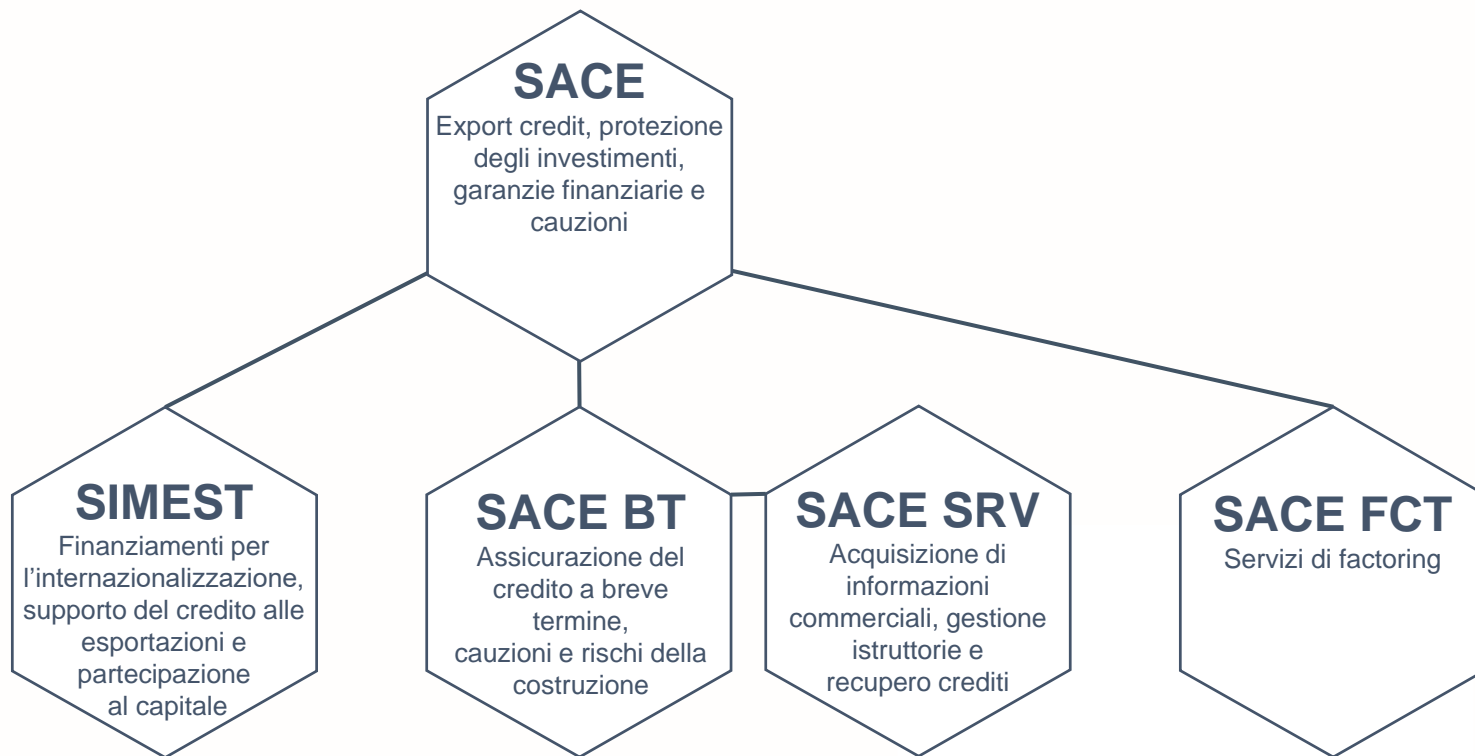 SACE
Export credit, protezione
degli investimenti,
garanzie finanziarie e
cauzioni
SIMEST
Finanziamenti per
l’internazionalizzazione,
supporto del credito alle
esportazioni e
partecipazione
al capitale
SACE BT
Assicurazione del
credito a breve
termine,
cauzioni e rischi della
costruzione
SACE SRV
Acquisizione di
informazioni
commerciali, gestione
istruttorie e
recupero crediti
SACE FCT
Servizi di factoring